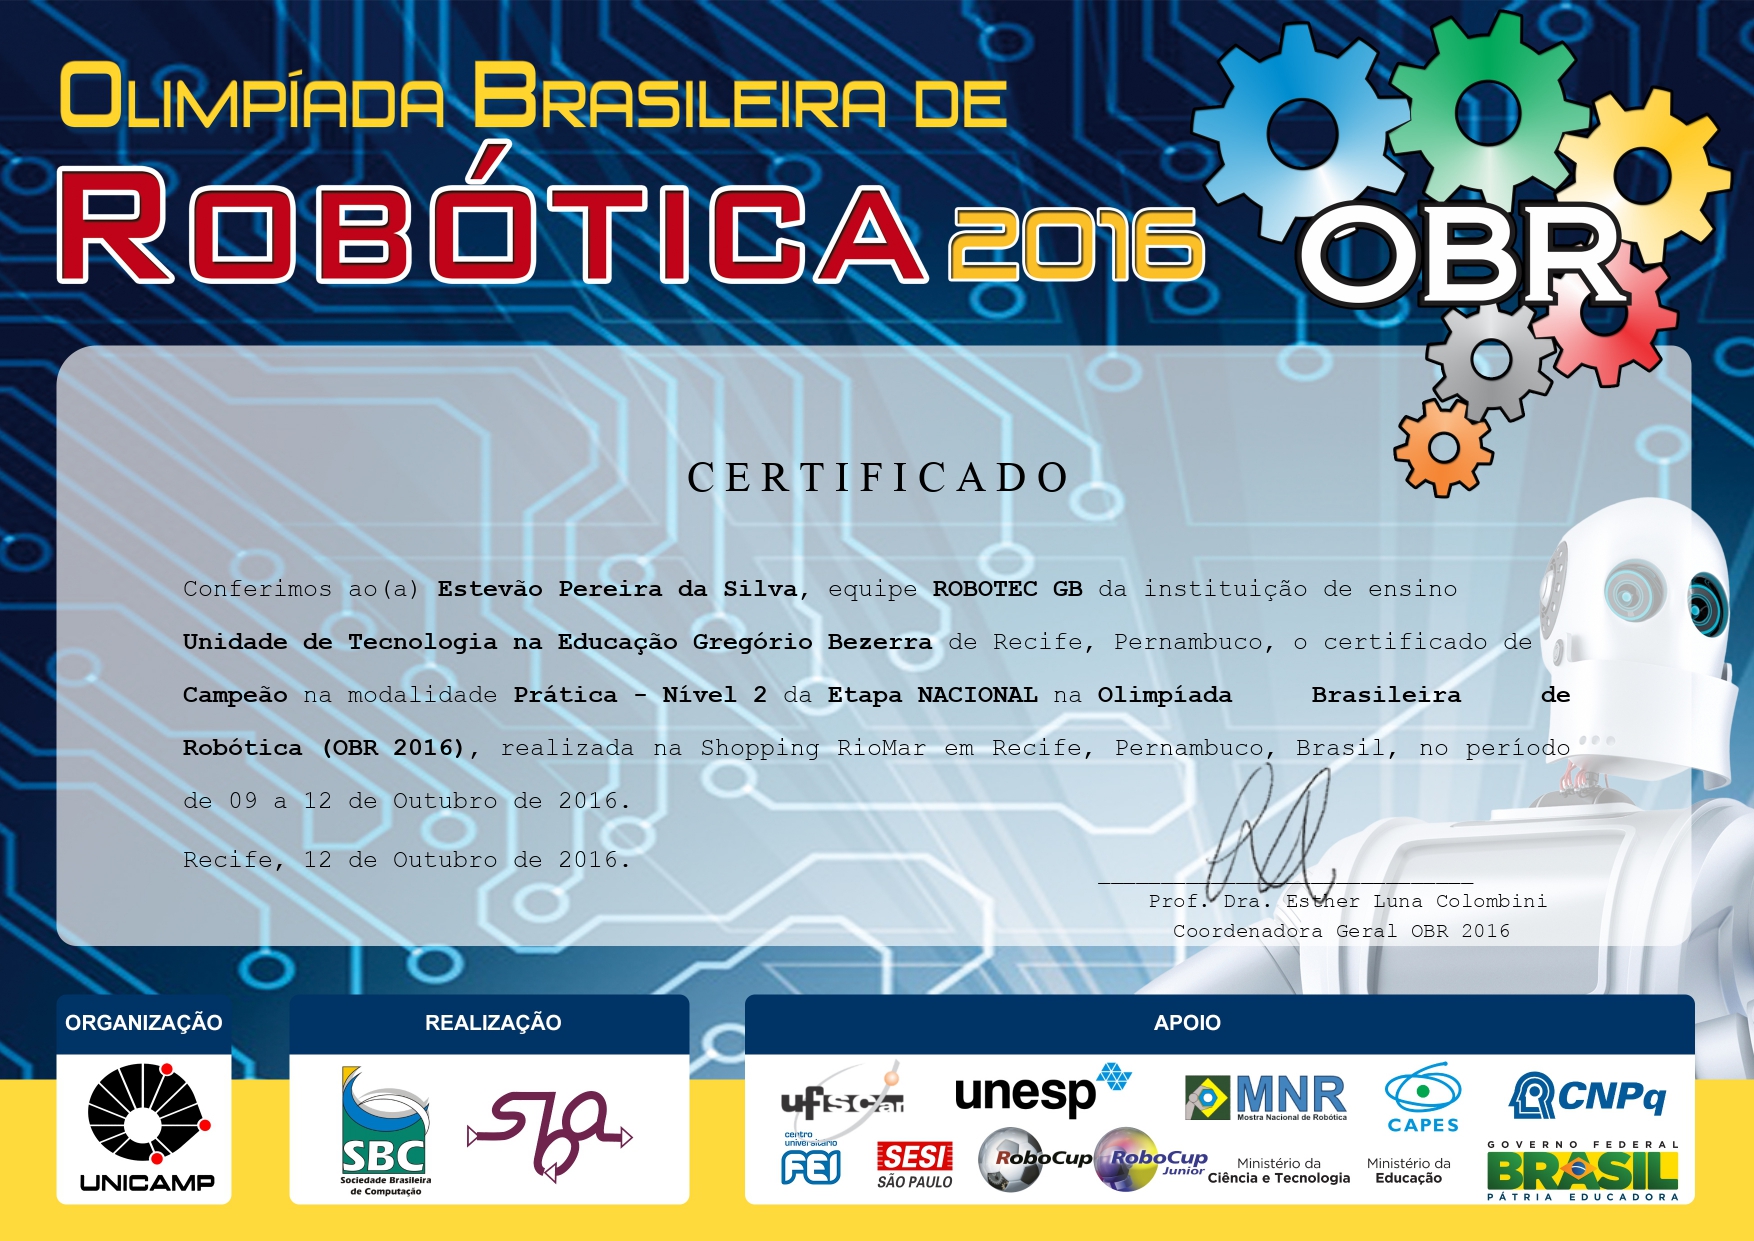 OLIMPÍADA BRASILEIRA DE
ROBÓTICA 2016
OBR
CERTIFICADO
Conferimos ao(a) Estevão Pereira da Silva, equipe ROBOTEC GB da instituição de ensino
Unidade de Tecnologia na Educação Gregório Bezerra de Recife, Pernambuco, o certificado de
Campeão na modalidade Prática - Nível 2 da Etapa NACIONAL na Olimpíada Brasileira de
Robótica (OBR 2016), realizada na Shopping RioMar em Recife, Pernambuco, Brasil, no período
de 09 a 12 de Outubro de 2016.
Recife, 12 de Outubro de 2016.
Prof. Dra. Esther Luna Colombini
Coordenadora Geral OBR 2016
ORGANIZAÇÃO
UNICAMP
REALIZAÇÃO
SBC
Sociedade Brasileira
de Computação
sba
APOIO
ufscar
unesp
MNR
Mostra Nacional de Robótica
CAPES
CNPq
centro
universitário
FEI
SESI
SÃO PAULO
RoboCup
RoboCup
Junior
Ministério da
Ciência e Tecnologia
Ministério da
Educação
GOVERNO FEDERAL
BRASIL
PÁTRIA EDUCADORA